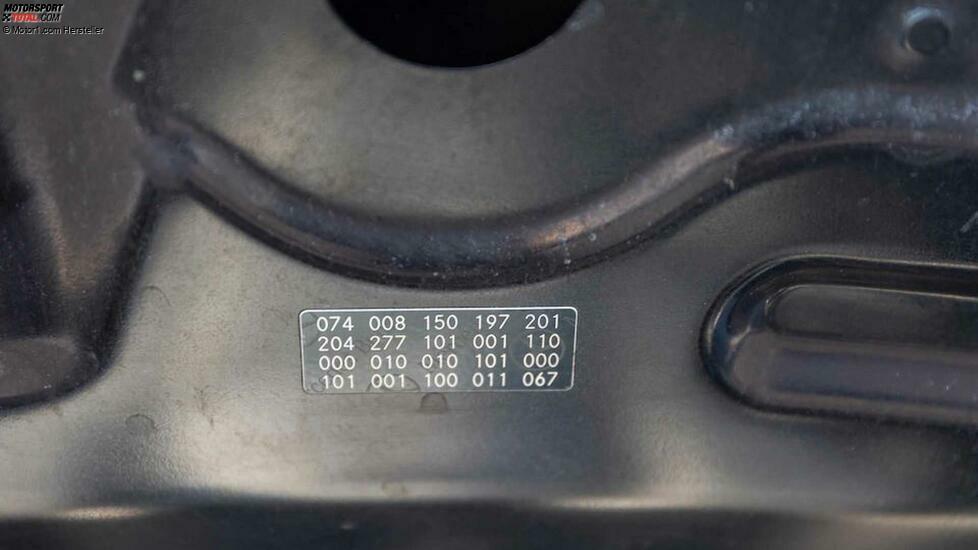 MOTORSPORT
TOTAL.COM
© Motor1.com Hersteller
074 008 150 197 201
204 277 101 001 110
000 010 010 101 000
101 001 100 011 067